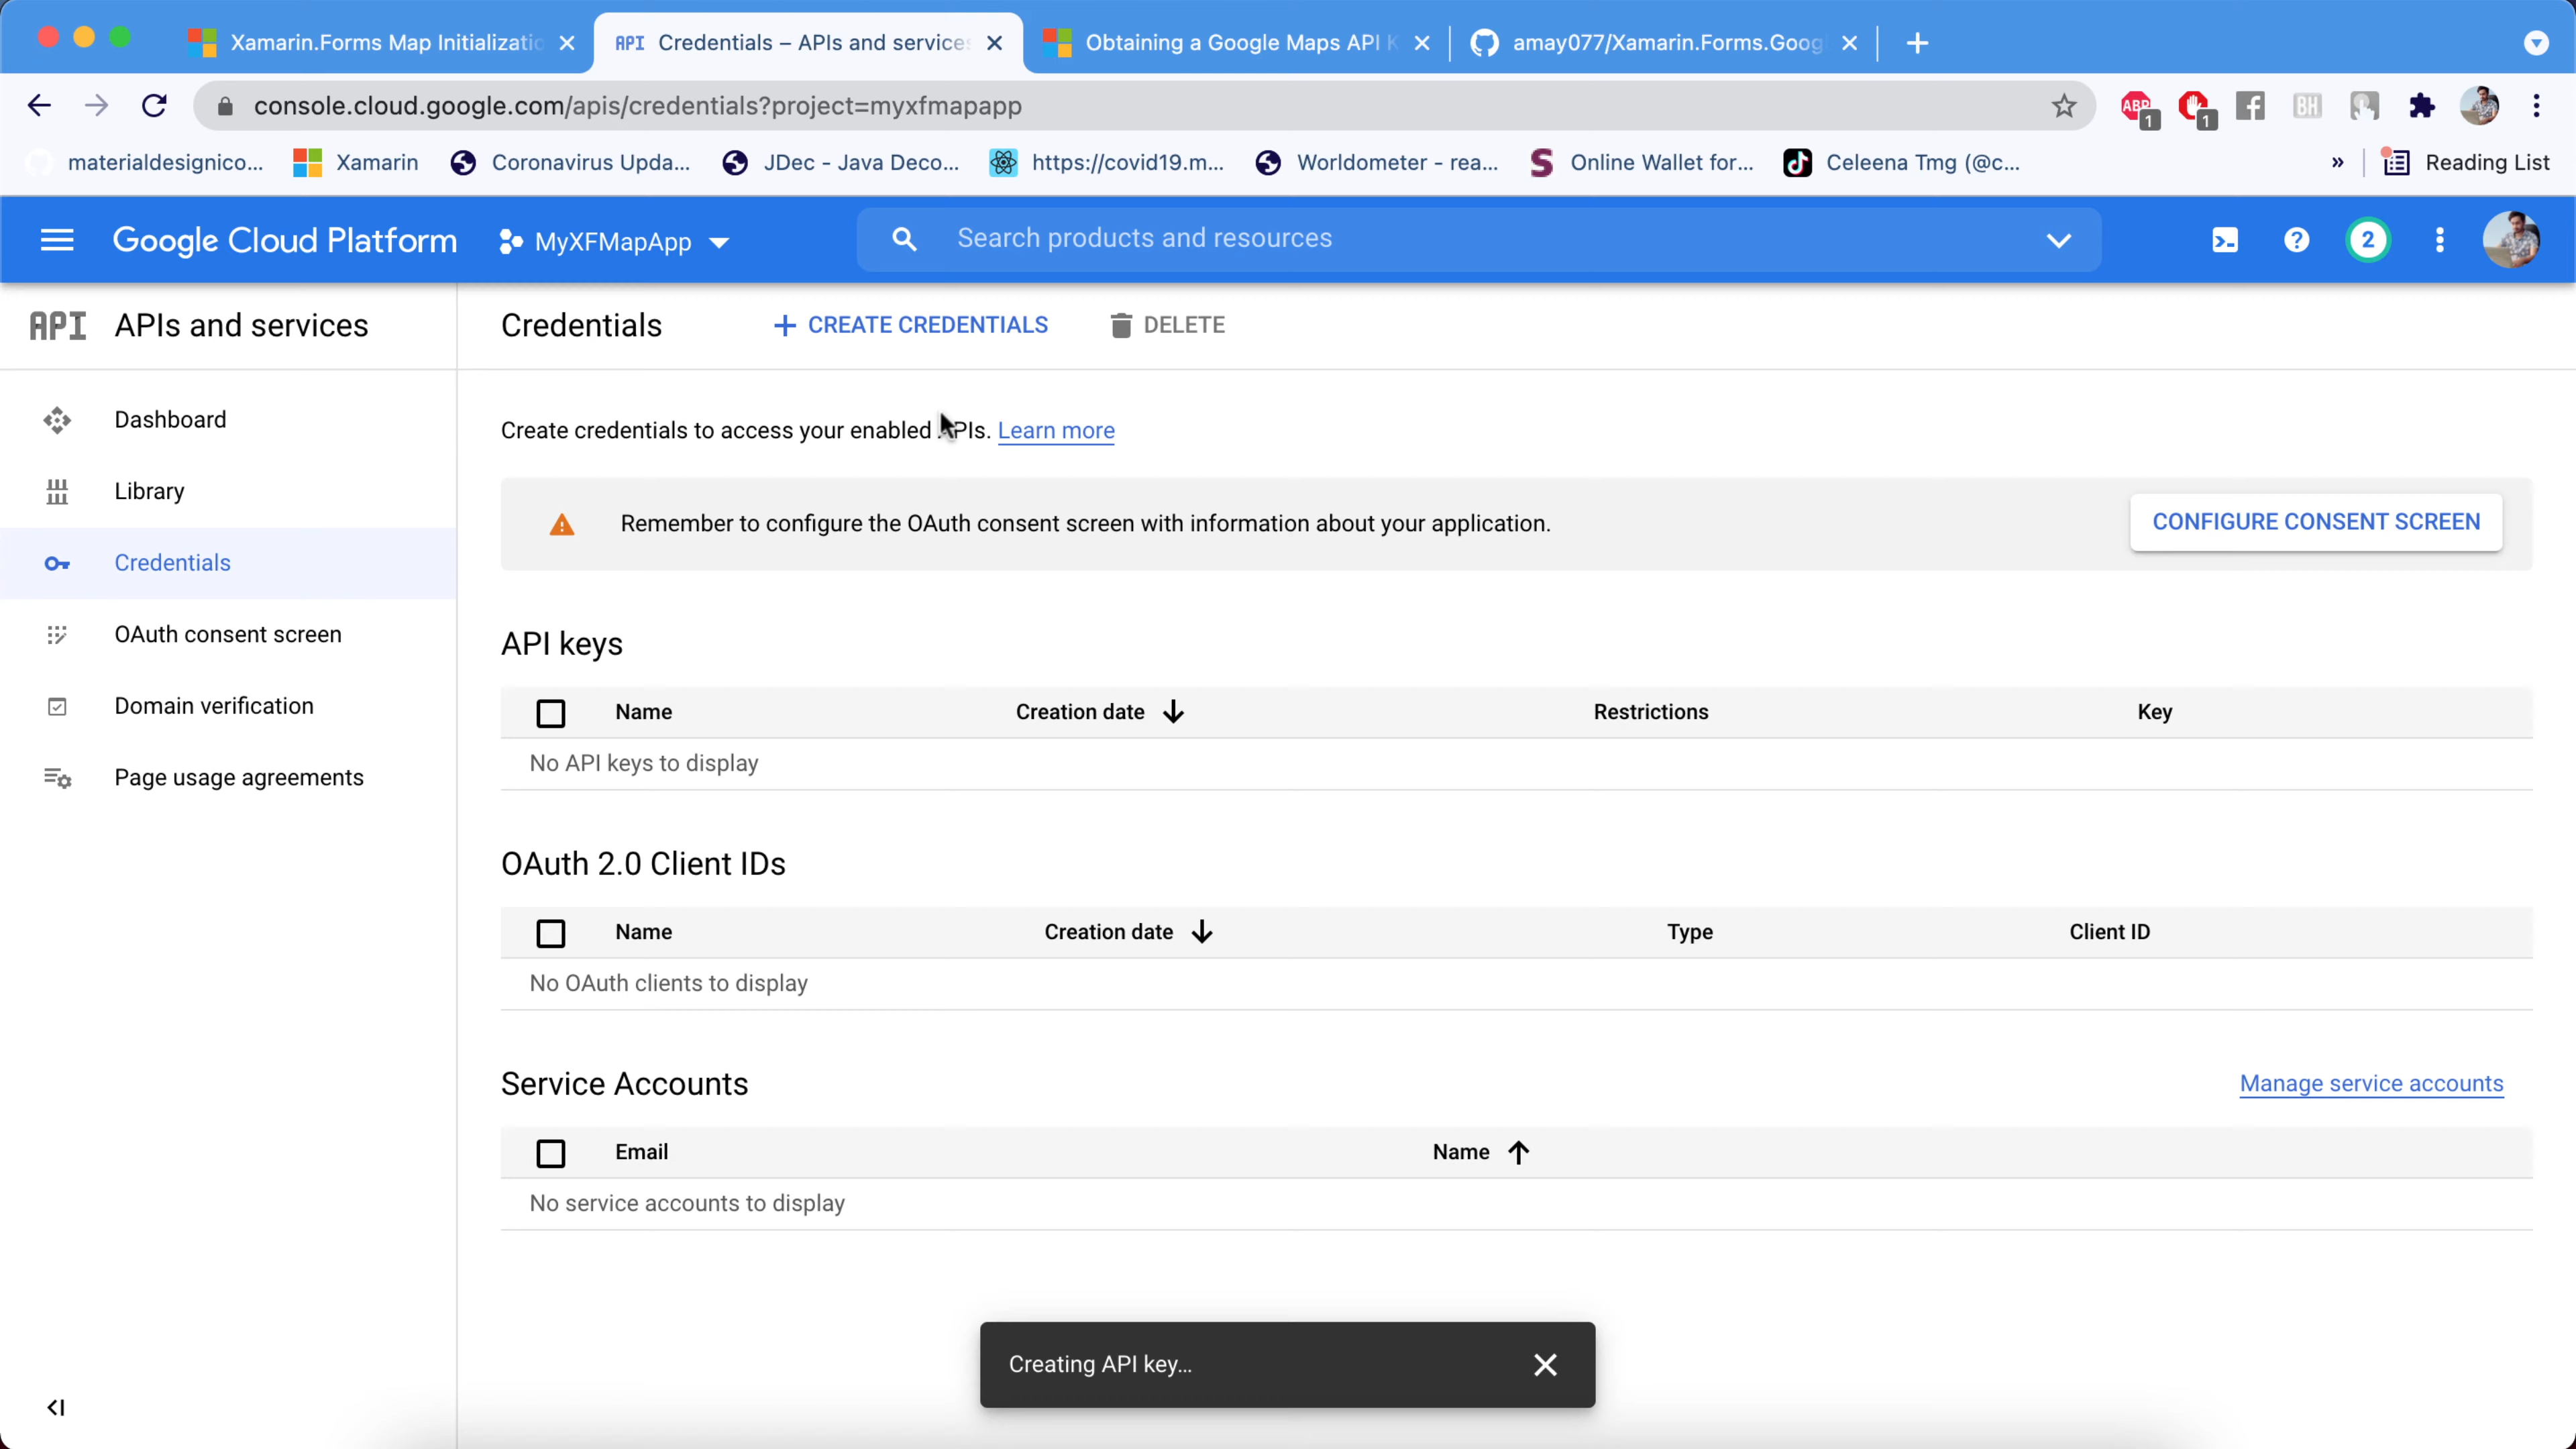 Xamarin.Forms Map Initializatio
API Credentials – APIs and services
Obtaining a Google Maps API K
amay077/Xamarin.Forms.Goog
console.cloud.google.com/apis/credentials?project=myxfmapapp
ABP 1
1
BH
materialdesignico...
Xamarin
Coronavirus Upda...
JDec - Java Deco...
https://covid19.m...
Worldometer - rea...
Online Wallet for...
Celeena Tmg (@c...
»
Reading List
Google Cloud Platform
MyXFMapApp
Search products and resources
2
API APIs and services
Credentials
+ CREATE CREDENTIALS
DELETE
Dashboard
Library
Credentials
OAuth consent screen
Domain verification
Page usage agreements
Create credentials to access your enabled APIs. Learn more
Remember to configure the OAuth consent screen with information about your application.
CONFIGURE CONSENT SCREEN
API keys
Name Creation date Restrictions Key
No API keys to display
OAuth 2.0 Client IDs
Name Creation date Type Client ID
No OAuth clients to display
Service Accounts
Manage service accounts
Email Name
No service accounts to display
Creating API key...